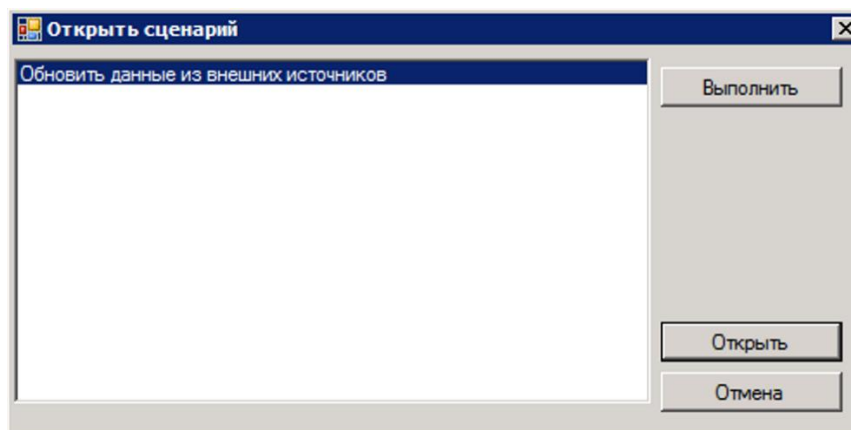 Открыть сценарий
Обновить данные из внешних источников
Выполнить
Открыть
Отмена